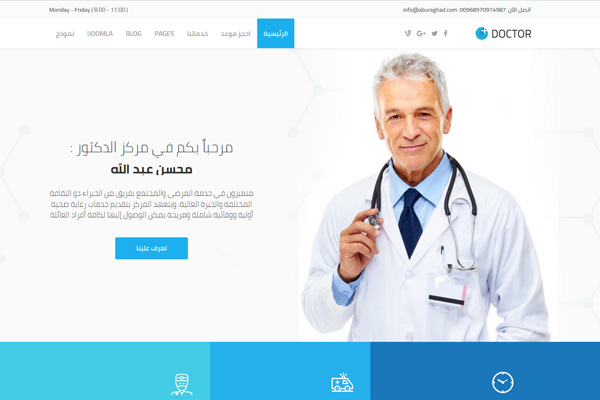 Monday - Friday ( 8.00 - 17.00 )
اتصل الآن 00968970914987 info@aburaghad.com
DOCTOR
الرئيسية احجز موعد خدماتنا PAGES BLOG JOOMLA! نموذج
مرحباً بكم في مركز الدكتور :
محسن عبد الله
متميزون في خدمة المرضى والمجتمع بفريق من الخبراء ذو الثقافة
المختلفة والخبرة العالية. ويتعهد المركز بتقديم خدمات رعاية صحية
أولية ووقائية شاملة ومريحة يمكن الوصول إليها لكافة أفراد العائلة
تعرف علينا